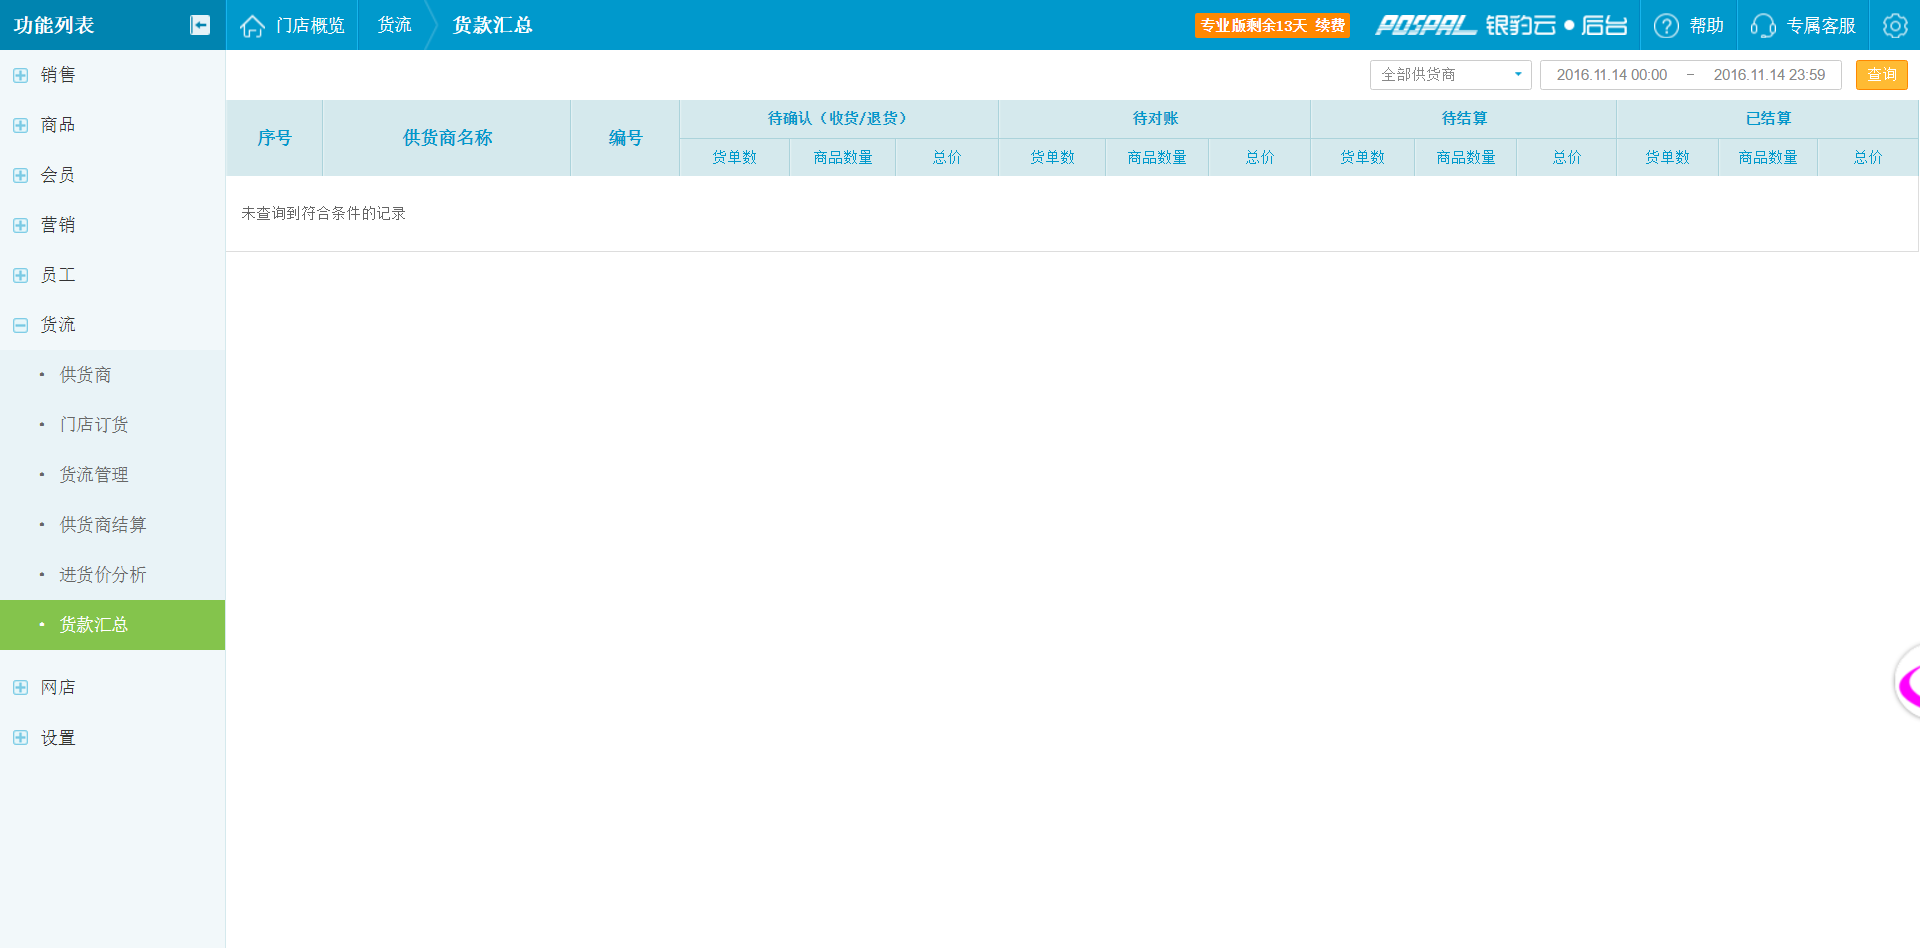 功能列表
门店概览
货流
货款汇总
专业版剩余13天 续费
POSPAL 银豹云●后台
帮助
专属客服
销售
商品
会员
营销
员工
货流
供货商
门店订货
货流管理
供货商结算
进货价分析
货款汇总
网店
设置
全部供货商
2016.11.14 00:00 － 2016.11.14 23:59
查询
序号 供货商名称 编号 待确认（收货/退货） 待对账 待结算 已结算
货单数 商品数量 总价 货单数 商品数量 总价 货单数 商品数量 总价 货单数 商品数量 总价
未查询到符合条件的记录